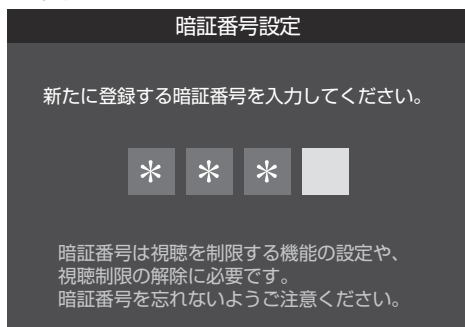 暗証番号設定
新たに登録する暗証番号を入力してください。
＊ ＊ ＊
暗証番号は視聴を制限する機能の設定や、
視聴制限の解除に必要です。
暗証番号を忘れないようご注意ください。